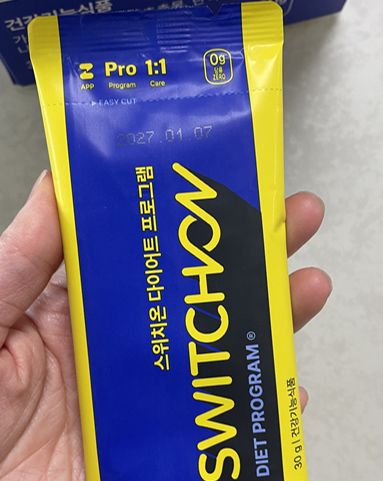 건강기능식품
Pro 1:1
APP Program Care
0g
ZERO
▶ EASY CUT
2027.01.07
스위치온 다이어트 프로그램
SWITCHON
DIET PROGRAM®
30 g | 건강기능식품